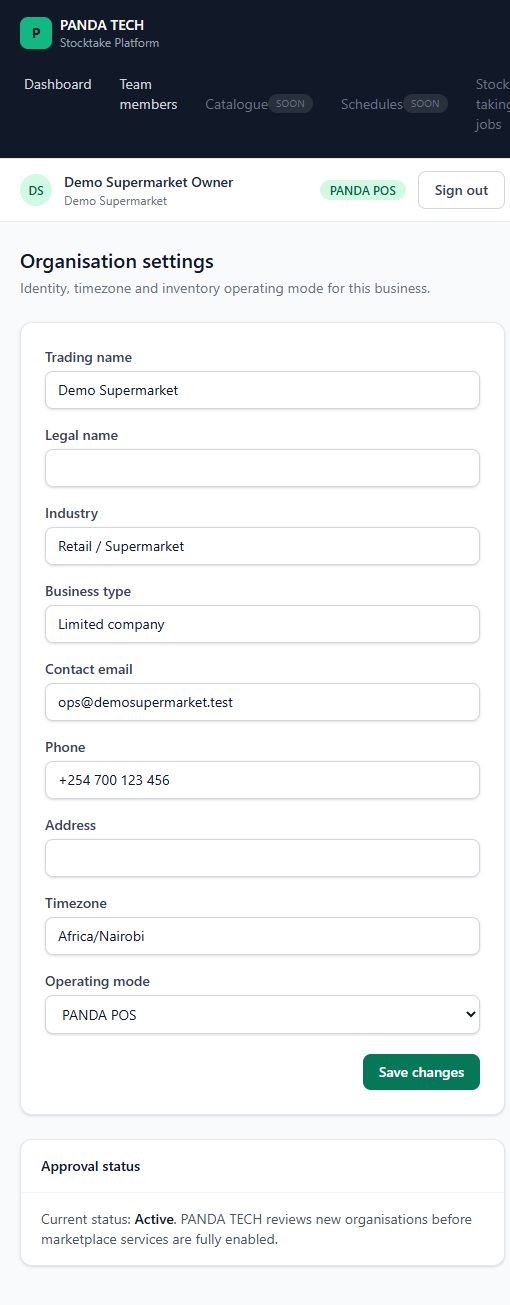 P
PANDA TECH
Stocktake Platform
Dashboard
Team
members
Catalogue SOON
Schedules SOON
Stock
taking
jobs
DS
Demo Supermarket Owner
Demo Supermarket
PANDA POS
Sign out
Organisation settings
Identity, timezone and inventory operating mode for this business.
Trading name
Demo Supermarket
Legal name
Industry
Retail / Supermarket
Business type
Limited company
Contact email
ops@demosupermarket.test
Phone
+254 700 123 456
Address
Timezone
Africa/Nairobi
Operating mode
PANDA POS
Save changes
Approval status
Current status: Active. PANDA TECH reviews new organisations before
marketplace services are fully enabled.